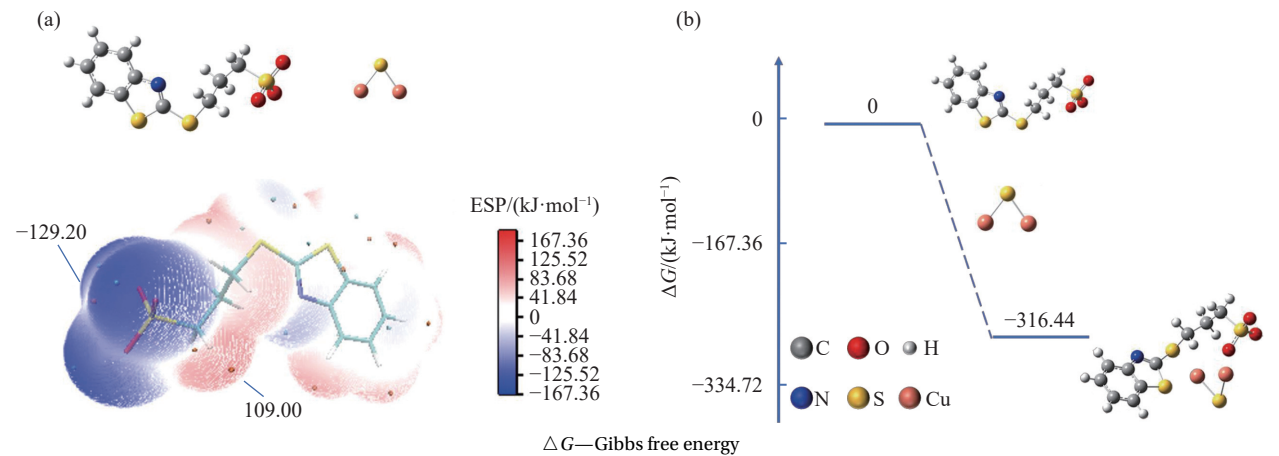 (a)
−129.20
109.00
ESP/(kJ·mol⁻¹)
167.36
125.52
83.68
41.84
0
−41.84
−83.68
−125.52
−167.36
(b)
ΔG/(kJ·mol⁻¹)
0
−167.36
−334.72
0
−316.44
C O H
N S Cu
△G—Gibbs free energy